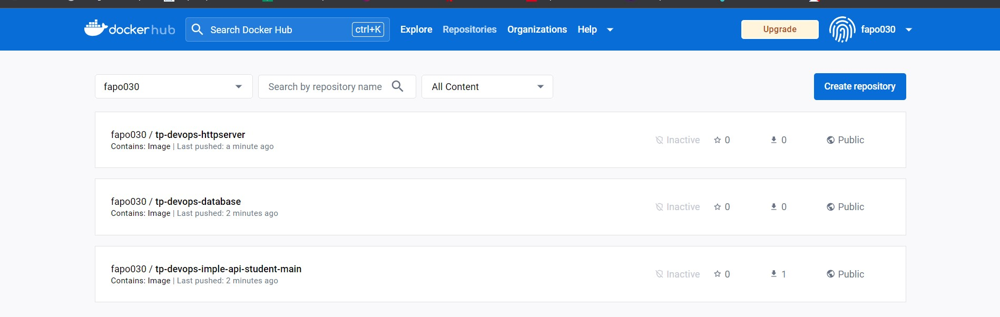 docker hub
Search Docker Hub ctrl+K
Explore Repositories Organizations Help
Upgrade
fapo030
fapo030
Search by repository name
All Content
Create repository
fapo030 / tp-devops-httpserver
Contains: Image | Last pushed: a minute ago
Inactive 0 0 Public
fapo030 / tp-devops-database
Contains: Image | Last pushed: 2 minutes ago
Inactive 0 0 Public
fapo030 / tp-devops-imple-api-student-main
Contains: Image | Last pushed: 2 minutes ago
Inactive 0 1 Public